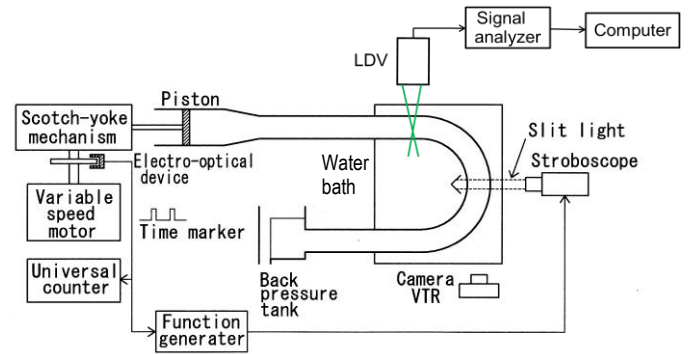 Signal
analyzer
Computer
LDV
Piston
Scotch-yoke
mechanism
Slit light
Electro-optical
device
Water
bath
Stroboscope
Variable
speed
motor
Time marker
Universal
counter
Back
pressure
tank
Camera
VTR
Function
generater